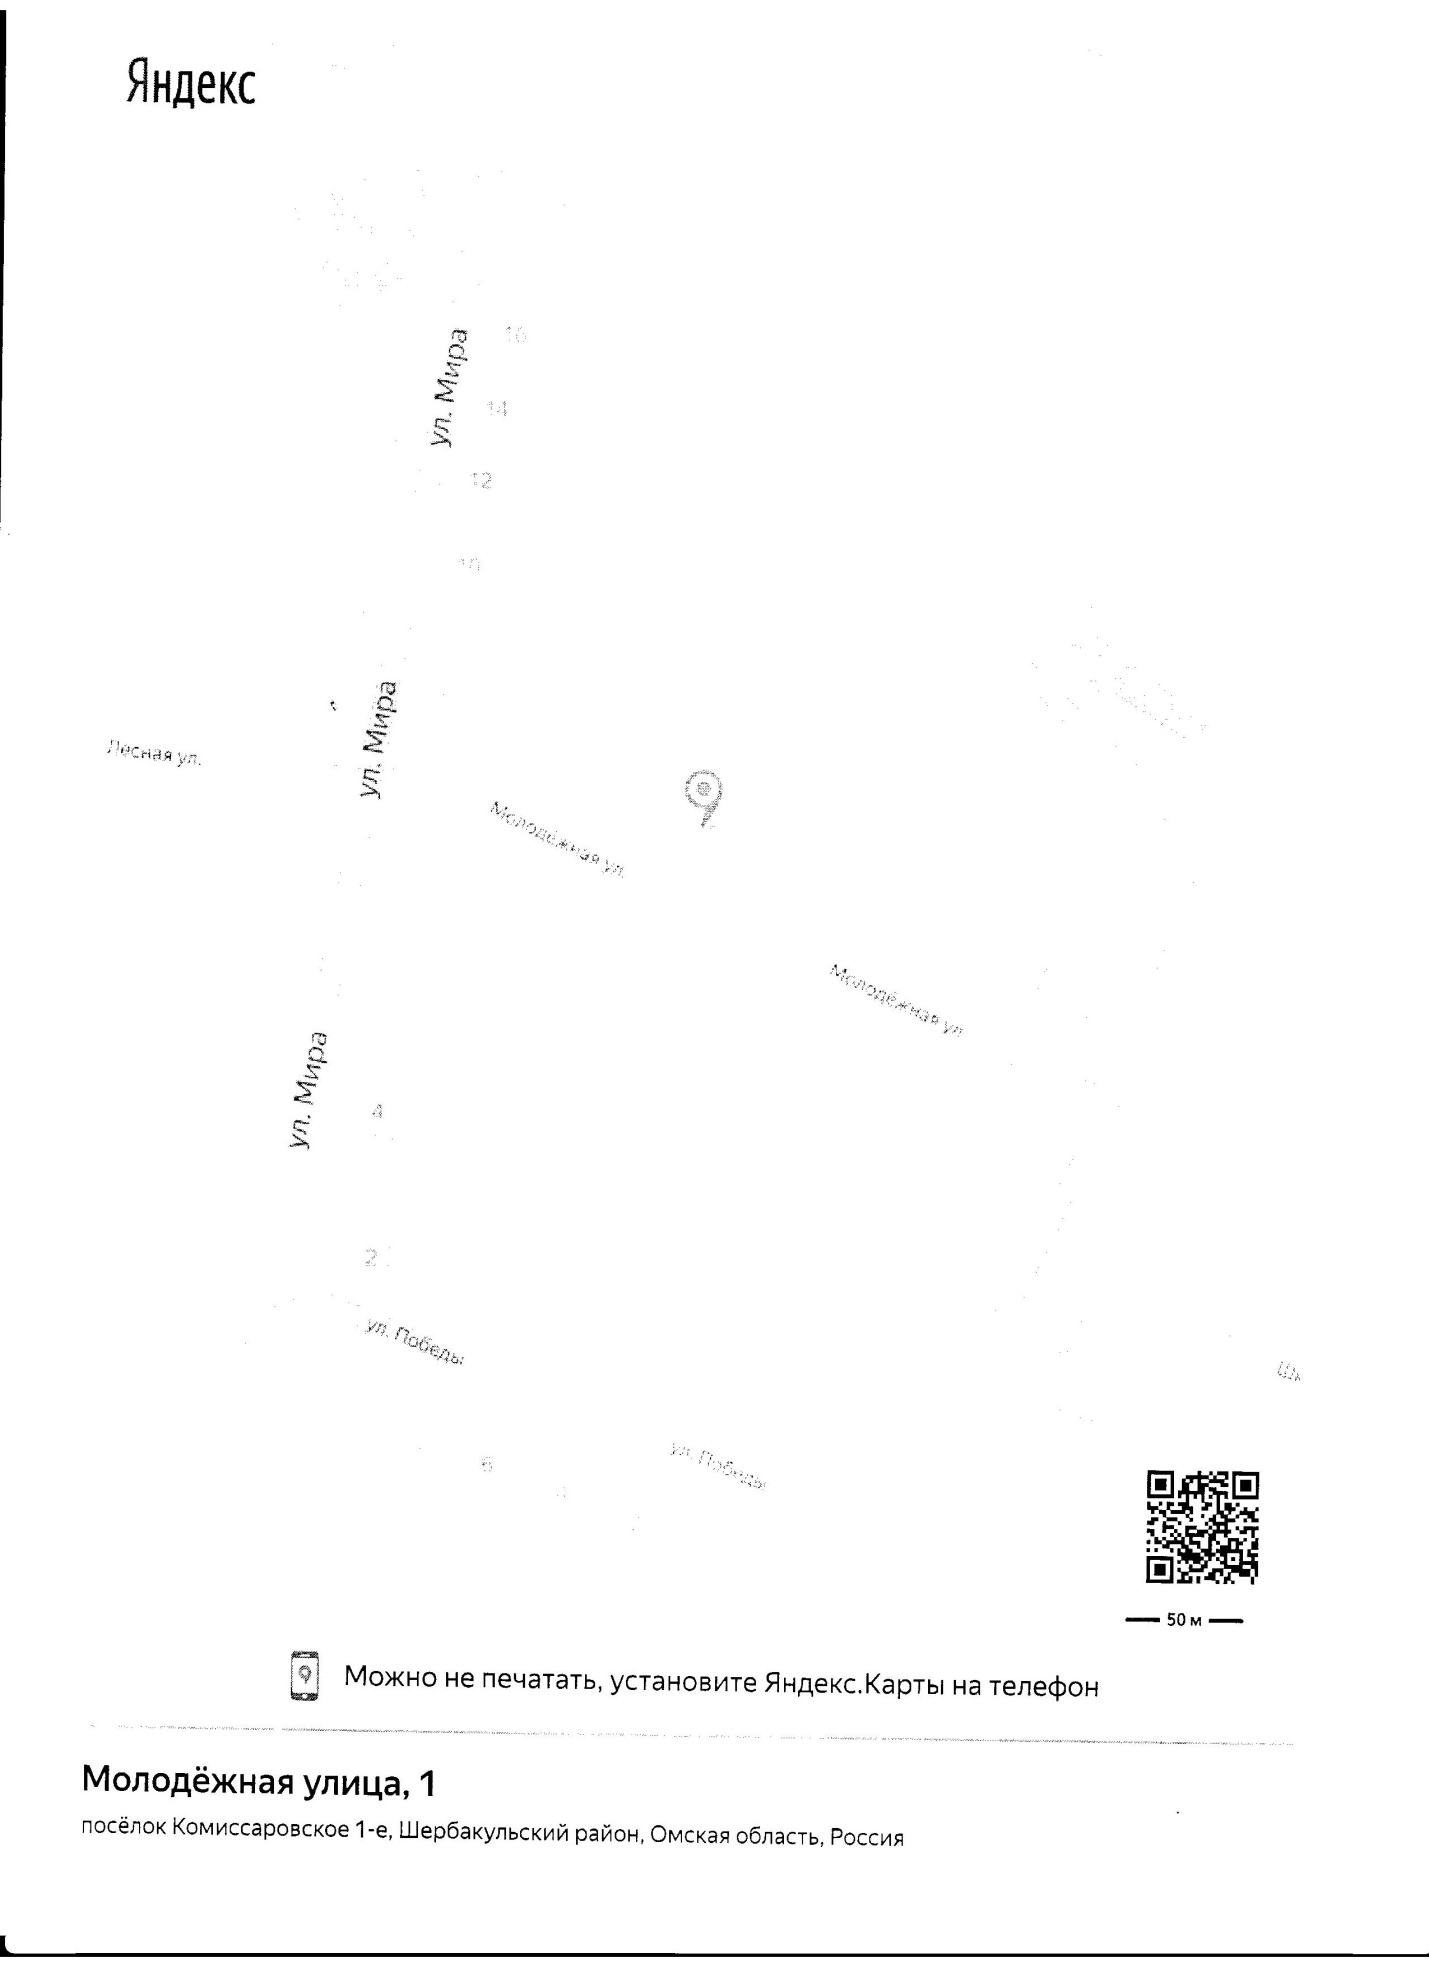 Яндекс
16
ул. Мира
14
12
10
ул. Мира
Лесная ул.
Молодёжная ул.
Молодёжная ул.
ул. Мира
4
2
ул. Победы
6
ул. Победы
50 м
Можно не печатать, установите Яндекс.Карты на телефон
Молодёжная улица, 1
посёлок Комиссаровское 1-е, Шербакульский район, Омская область, Россия